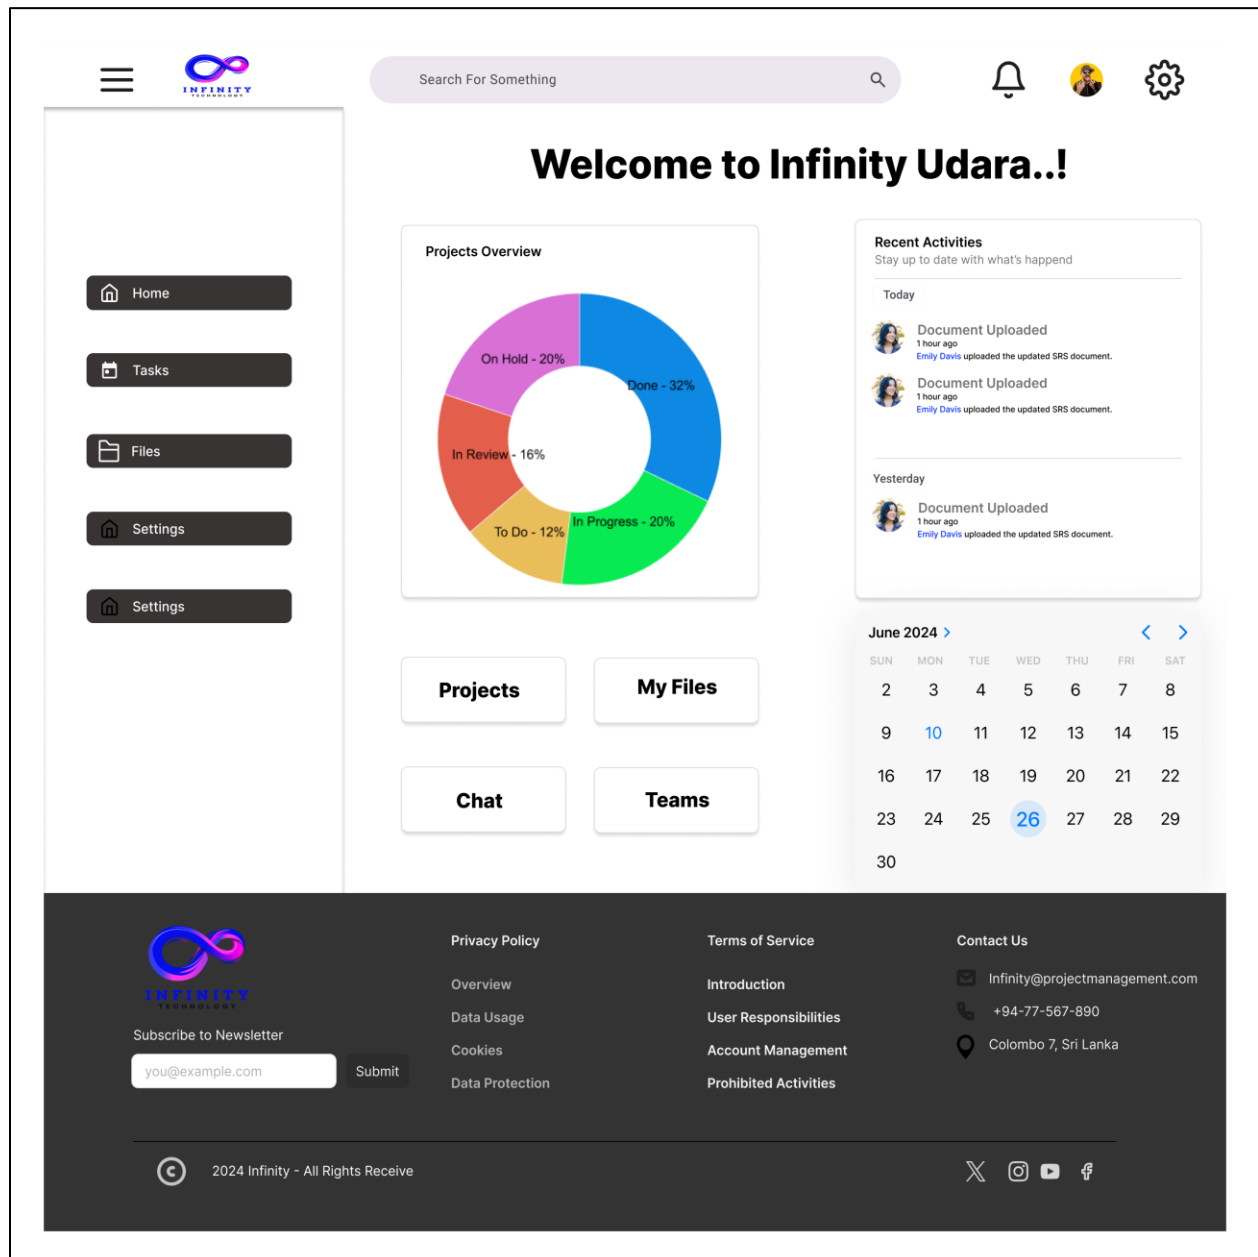 INFINITY
TECHNOLOGY
Search For Something
Welcome to Infinity Udara..!
Home
Tasks
Files
Settings
Settings
Projects Overview
On Hold - 20%
Done - 32%
In Review - 16%
In Progress - 20%
To Do - 12%
Projects
My Files
Chat
Teams
Recent Activities
Stay up to date with what's happend
Today
Document Uploaded
1 hour ago
Emily Davis uploaded the updated SRS document.
Document Uploaded
1 hour ago
Emily Davis uploaded the updated SRS document.
Yesterday
Document Uploaded
1 hour ago
Emily Davis uploaded the updated SRS document.
June 2024
SUN MON TUE WED THU FRI SAT
2 3 4 5 6 7 8
9 10 11 12 13 14 15
16 17 18 19 20 21 22
23 24 25 26 27 28 29
30
INFINITY
TECHNOLOGY
Subscribe to Newsletter
you@example.com
Submit
Privacy Policy
Overview
Data Usage
Cookies
Data Protection
Terms of Service
Introduction
User Responsibilities
Account Management
Prohibited Activities
Contact Us
Infinity@projectmanagement.com
+94-77-567-890
Colombo 7, Sri Lanka
© 2024 Infinity - All Rights Receive